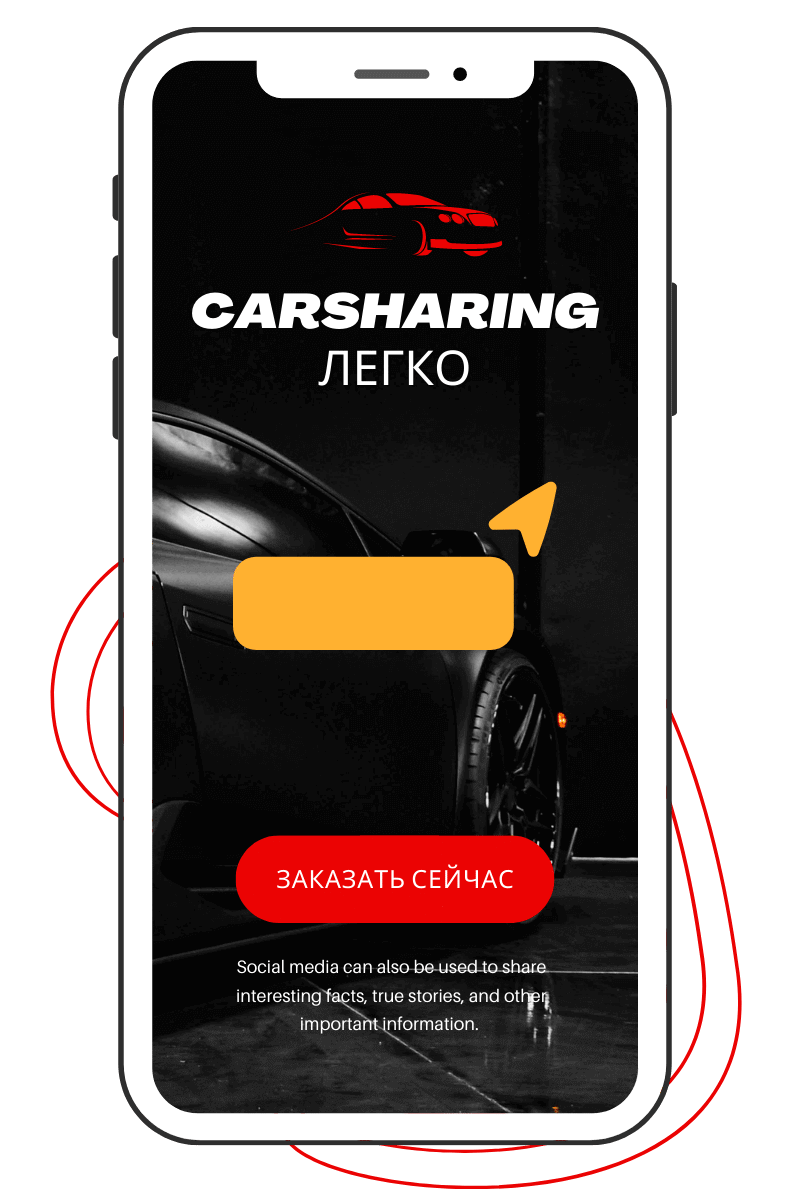 CARSHARING
ЛЕГКО
ЗАКАЗАТЬ СЕЙЧАС
Social media can also be used to share
interesting facts, true stories, and other
important information.